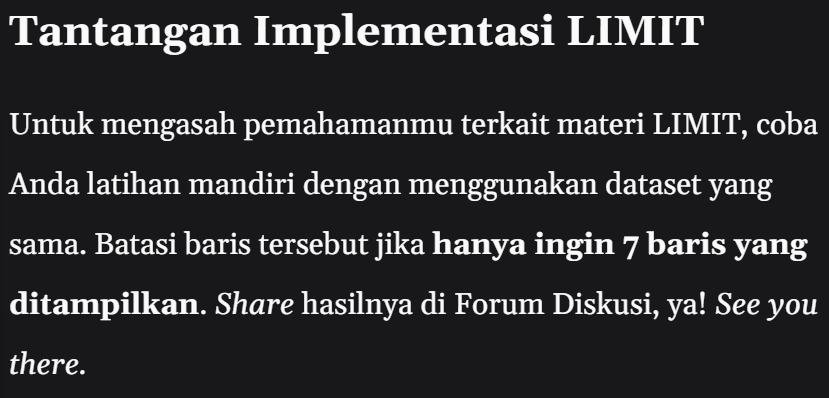 Tantangan Implementasi LIMIT
Untuk mengasah pemahamanmu terkait materi LIMIT, coba
Anda latihan mandiri dengan menggunakan dataset yang
sama. Batasi baris tersebut jika hanya ingin 7 baris yang
ditampilkan. Share hasilnya di Forum Diskusi, ya! See you
there.